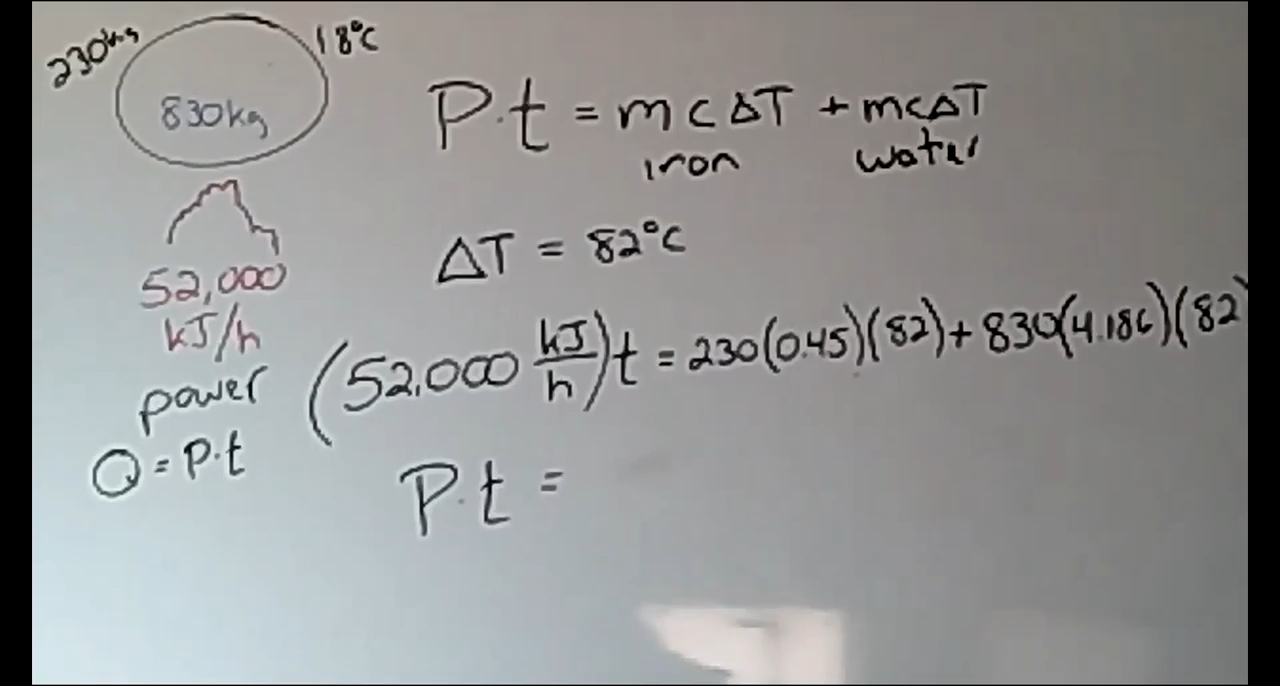 230kg
18°C
830kg
P·t = mcΔT + mcΔT
iron water
ΔT = 82°C
52,000
kJ/h
(52,000 kJ/h)t = 230(0.45)(82) + 830(4.186)(82)
power
Q = P·t
P·t =